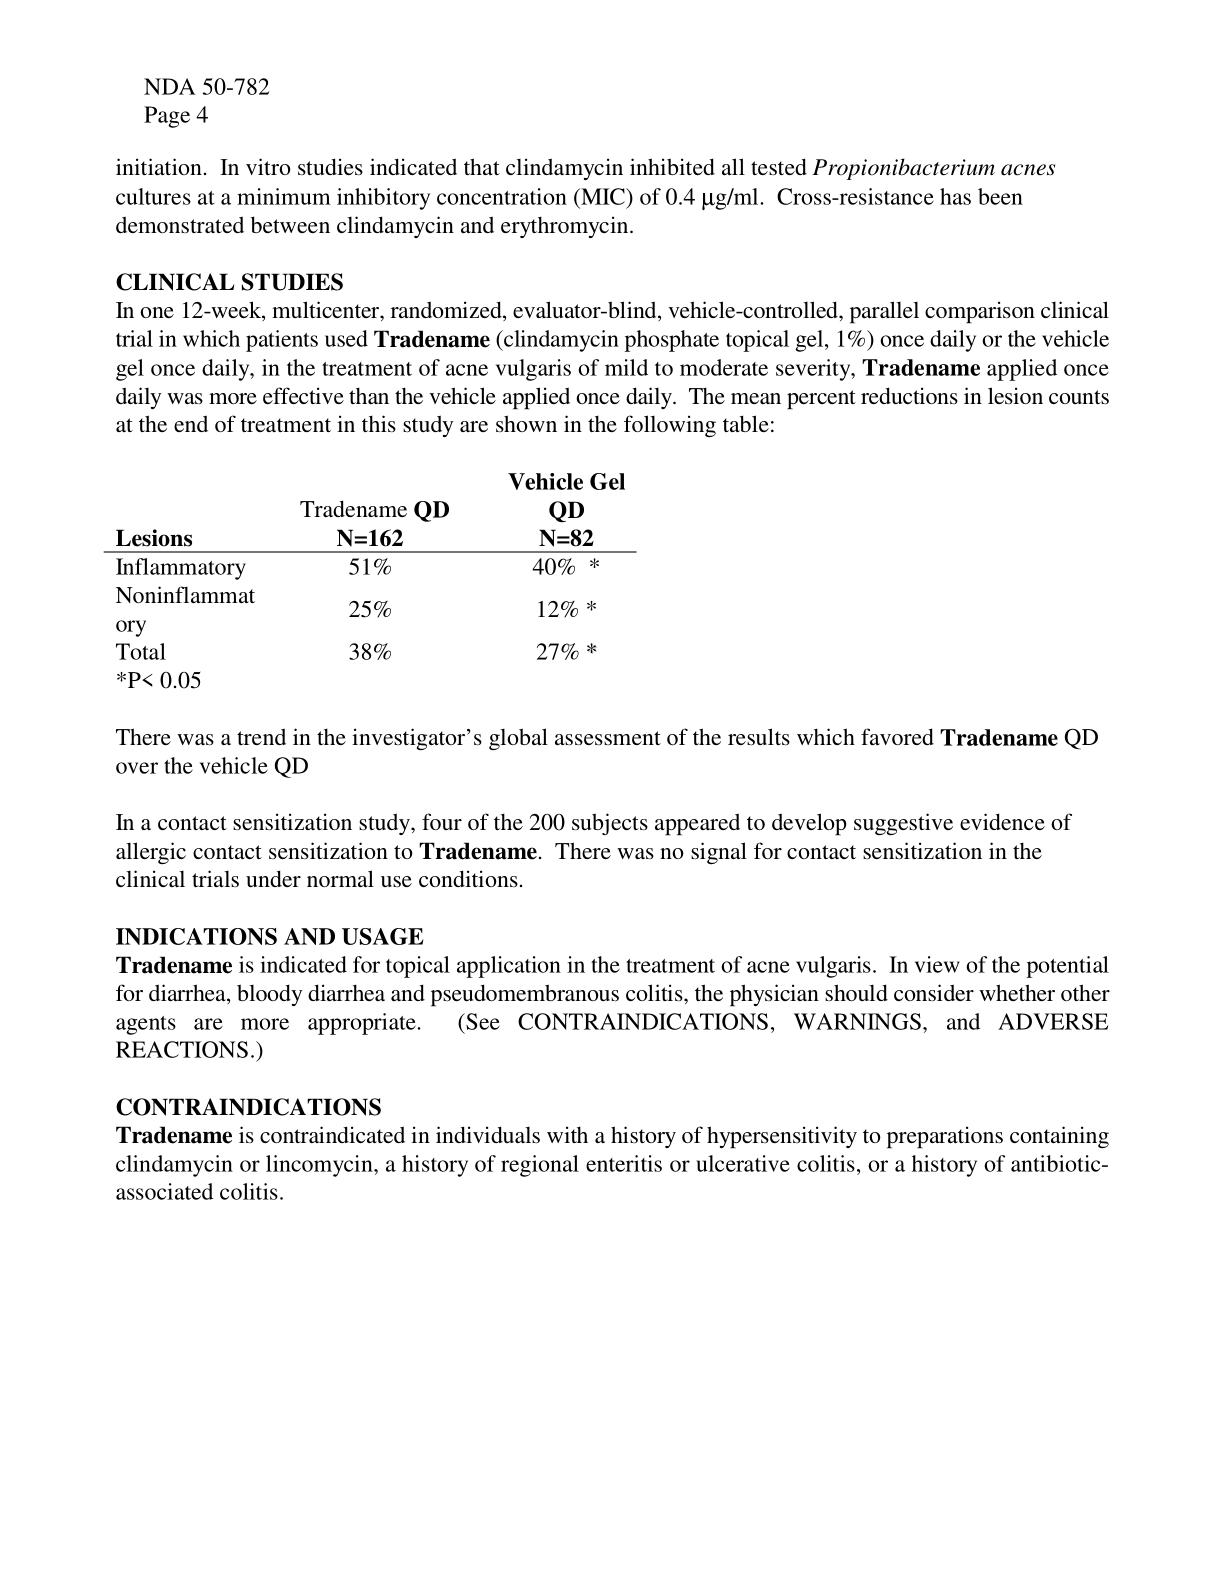 NDA 50-782
Page 4
initiation.  In vitro studies indicated that clindamycin inhibited all tested Propionibacterium acnes
cultures at a minimum inhibitory concentration (MIC) of 0.4 μg/ml.  Cross-resistance has been
demonstrated between clindamycin and erythromycin.
CLINICAL STUDIES
In one 12-week, multicenter, randomized, evaluator-blind, vehicle-controlled, parallel comparison clinical
trial in which patients used Tradename (clindamycin phosphate topical gel, 1%) once daily or the vehicle
gel once daily, in the treatment of acne vulgaris of mild to moderate severity, Tradename applied once
daily was more effective than the vehicle applied once daily.  The mean percent reductions in lesion counts
at the end of treatment in this study are shown in the following table:
Vehicle Gel
Tradename QD QD
Lesions N=162 N=82
Inflammatory 51% 40% *
Noninflammat
25% 12% *
ory
Total 38% 27% *
*P< 0.05
There was a trend in the investigator’s global assessment of the results which favored Tradename QD
over the vehicle QD
In a contact sensitization study, four of the 200 subjects appeared to develop suggestive evidence of
allergic contact sensitization to Tradename.  There was no signal for contact sensitization in the
clinical trials under normal use conditions.
INDICATIONS AND USAGE
Tradename is indicated for topical application in the treatment of acne vulgaris.  In view of the potential
for diarrhea, bloody diarrhea and pseudomembranous colitis, the physician should consider whether other
agents are more appropriate.  (See CONTRAINDICATIONS, WARNINGS, and ADVERSE
REACTIONS.)
CONTRAINDICATIONS
Tradename is contraindicated in individuals with a history of hypersensitivity to preparations containing
clindamycin or lincomycin, a history of regional enteritis or ulcerative colitis, or a history of antibiotic-
associated colitis.